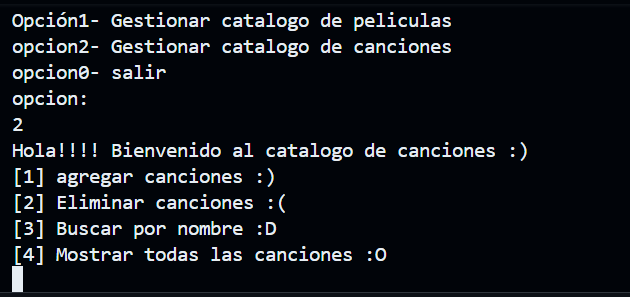 Opción1- Gestionar catalogo de peliculas
opcion2- Gestionar catalogo de canciones
opcion0- salir
opcion:
2
Hola!!!! Bienvenido al catalogo de canciones :)
[1] agregar canciones :)
[2] Eliminar canciones :(
[3] Buscar por nombre :D
[4] Mostrar todas las canciones :O